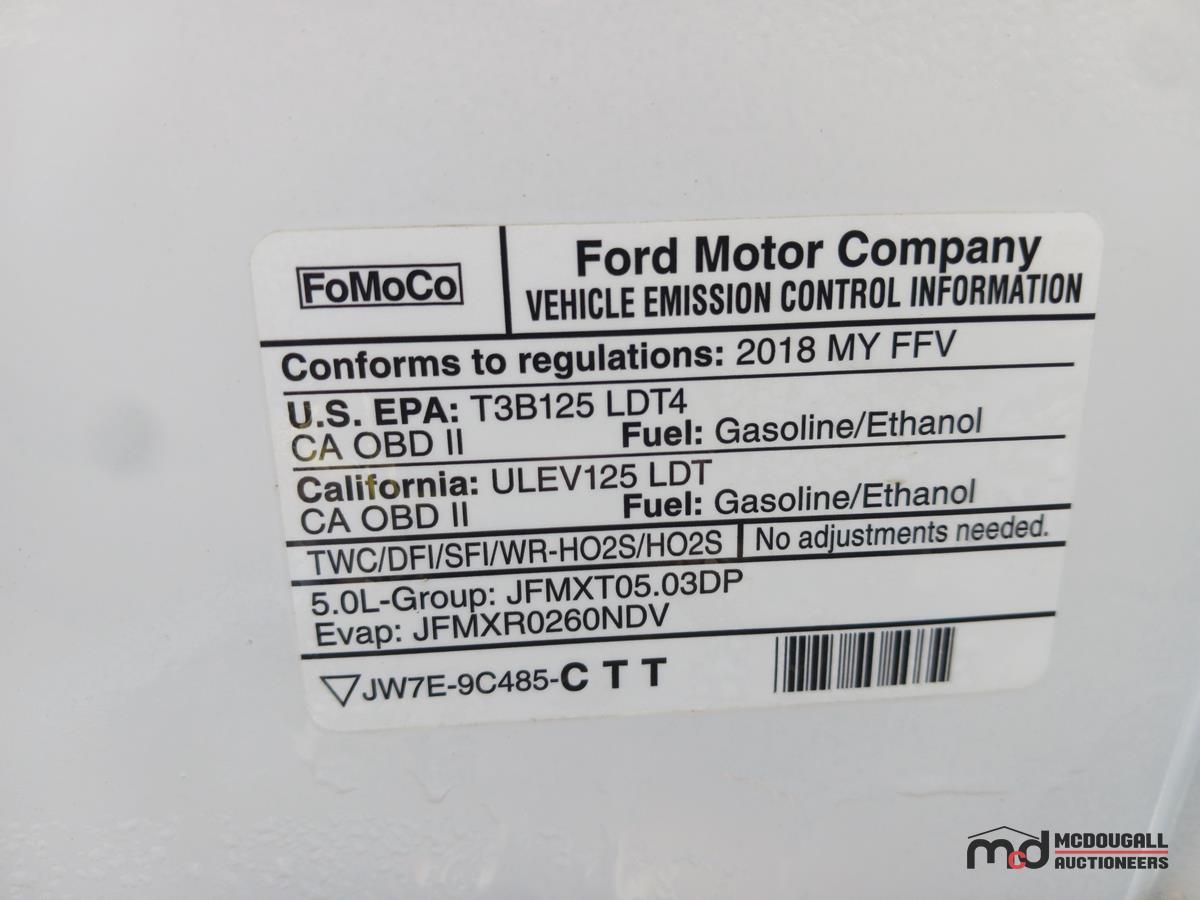 FoMoCo
Ford Motor Company
VEHICLE EMISSION CONTROL INFORMATION
Conforms to regulations: 2018 MY FFV
U.S. EPA: T3B125 LDT4
CA OBD II Fuel: Gasoline/Ethanol
California: ULEV125 LDT
CA OBD II Fuel: Gasoline/Ethanol
TWC/DFI/SFI/WR-HO2S/HO2S No adjustments needed.
5.0L-Group: JFMXT05.03DP
Evap: JFMXR0260NDV
JW7E-9C485-C T T
mcd MCDOUGALL
AUCTIONEERS